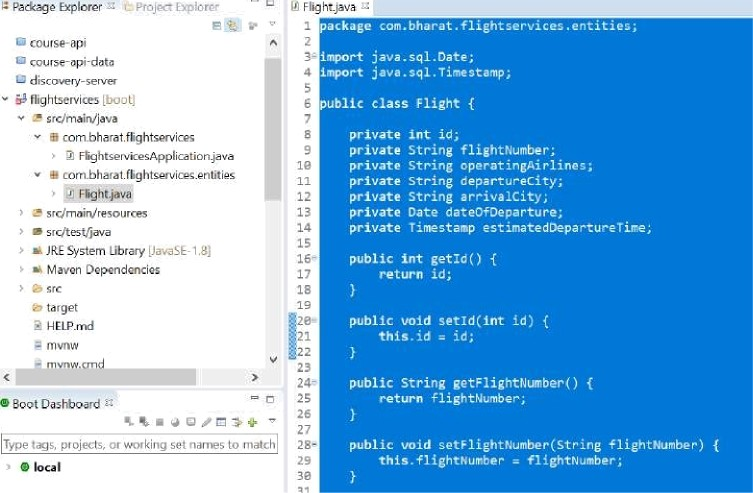 Package Explorer
Project Explorer
course-api
course-api-data
discovery-server
flightservices [boot]
src/main/java
com.bharat.flightservices
FlightservicesApplication.java
com.bharat.flightservices.entities
Flight.java
src/main/resources
src/test/java
JRE System Library [JavaSE-1.8]
Maven Dependencies
src
target
HELP.md
mvnw
mvnw.cmd
Boot Dashboard
Type tags, projects, or working set names to match
local
Flight.java
1 package com.bharat.flightservices.entities;
2
3 import java.sql.Date;
4 import java.sql.Timestamp;
5
6 public class Flight {
7
8 private int id;
9 private String flightNumber;
10 private String operatingAirlines;
11 private String departureCity;
12 private String arrivalCity;
13 private Date dateOfDeparture;
14 private Timestamp estimatedDepartureTime;
15
16 public int getId() {
17 return id;
18 }
19
20 public void setId(int id) {
21 this.id = id;
22 }
23
24 public String getFlightNumber() {
25 return flightNumber;
26 }
27
28 public void setFlightNumber(String flightNumber) {
29 this.flightNumber = flightNumber;
30 }
31